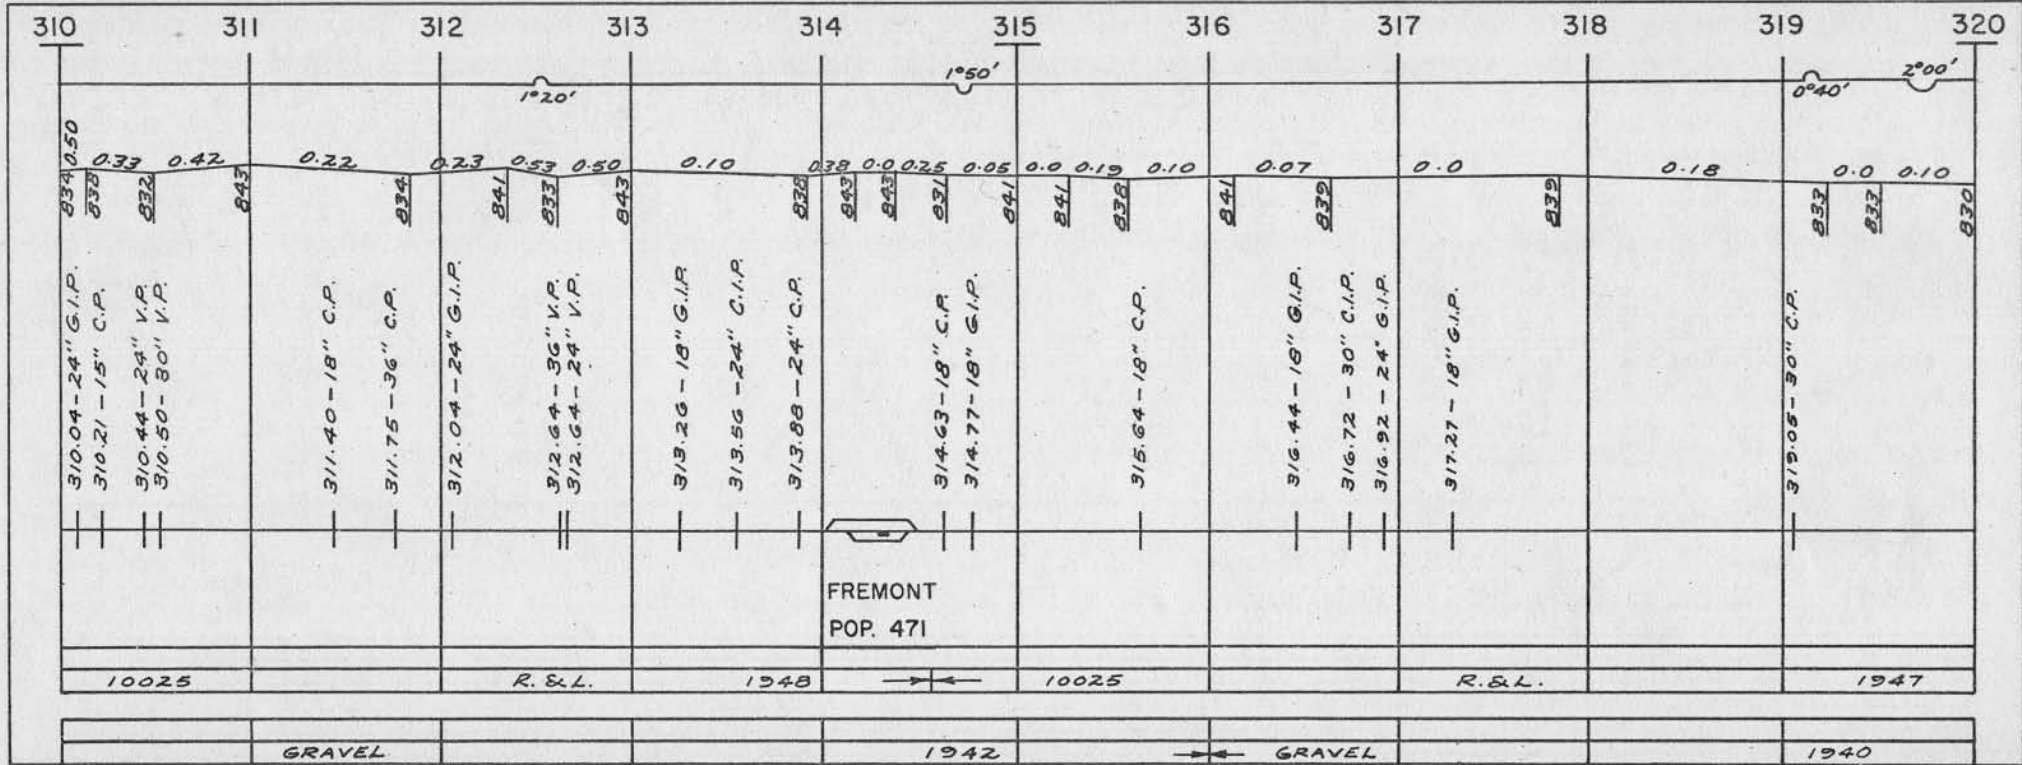 310 311 312 313 314 315 316 317 318 319 320
1°20' 1°50' 0°40' 2°00'
0.50 0.33 0.42 0.22 0.23 0.53 0.50 0.10 0.38 0.0 0.25 0.05 0.0 0.19 0.10 0.07 0.0 0.18 0.0 0.10
834 838 832 843 834 841 833 843 838 843 843 831 841 841 838 841 839 839 833 833 830
310.04-24" G.I.P.
310.21-15" C.P.
310.44-24" V.P.
310.50-30" V.P.
311.40-18" C.P.
311.75-36" C.P.
312.04-24" G.I.P.
312.64-36" V.P.
312.64-24" V.P.
313.26-18" G.I.P.
313.56-24" C.I.P.
313.88-24" C.P.
314.63-18" C.P.
314.77-18" G.I.P.
315.64-18" C.P.
316.44-18" G.I.P.
316.72-30" C.I.P.
316.92-24" G.I.P.
317.27-18" G.I.P.
319.05-30" C.P.
FREMONT
POP. 471
10025 R.&L. 1948 10025 R.&L. 1947
GRAVEL 1942 GRAVEL 1940